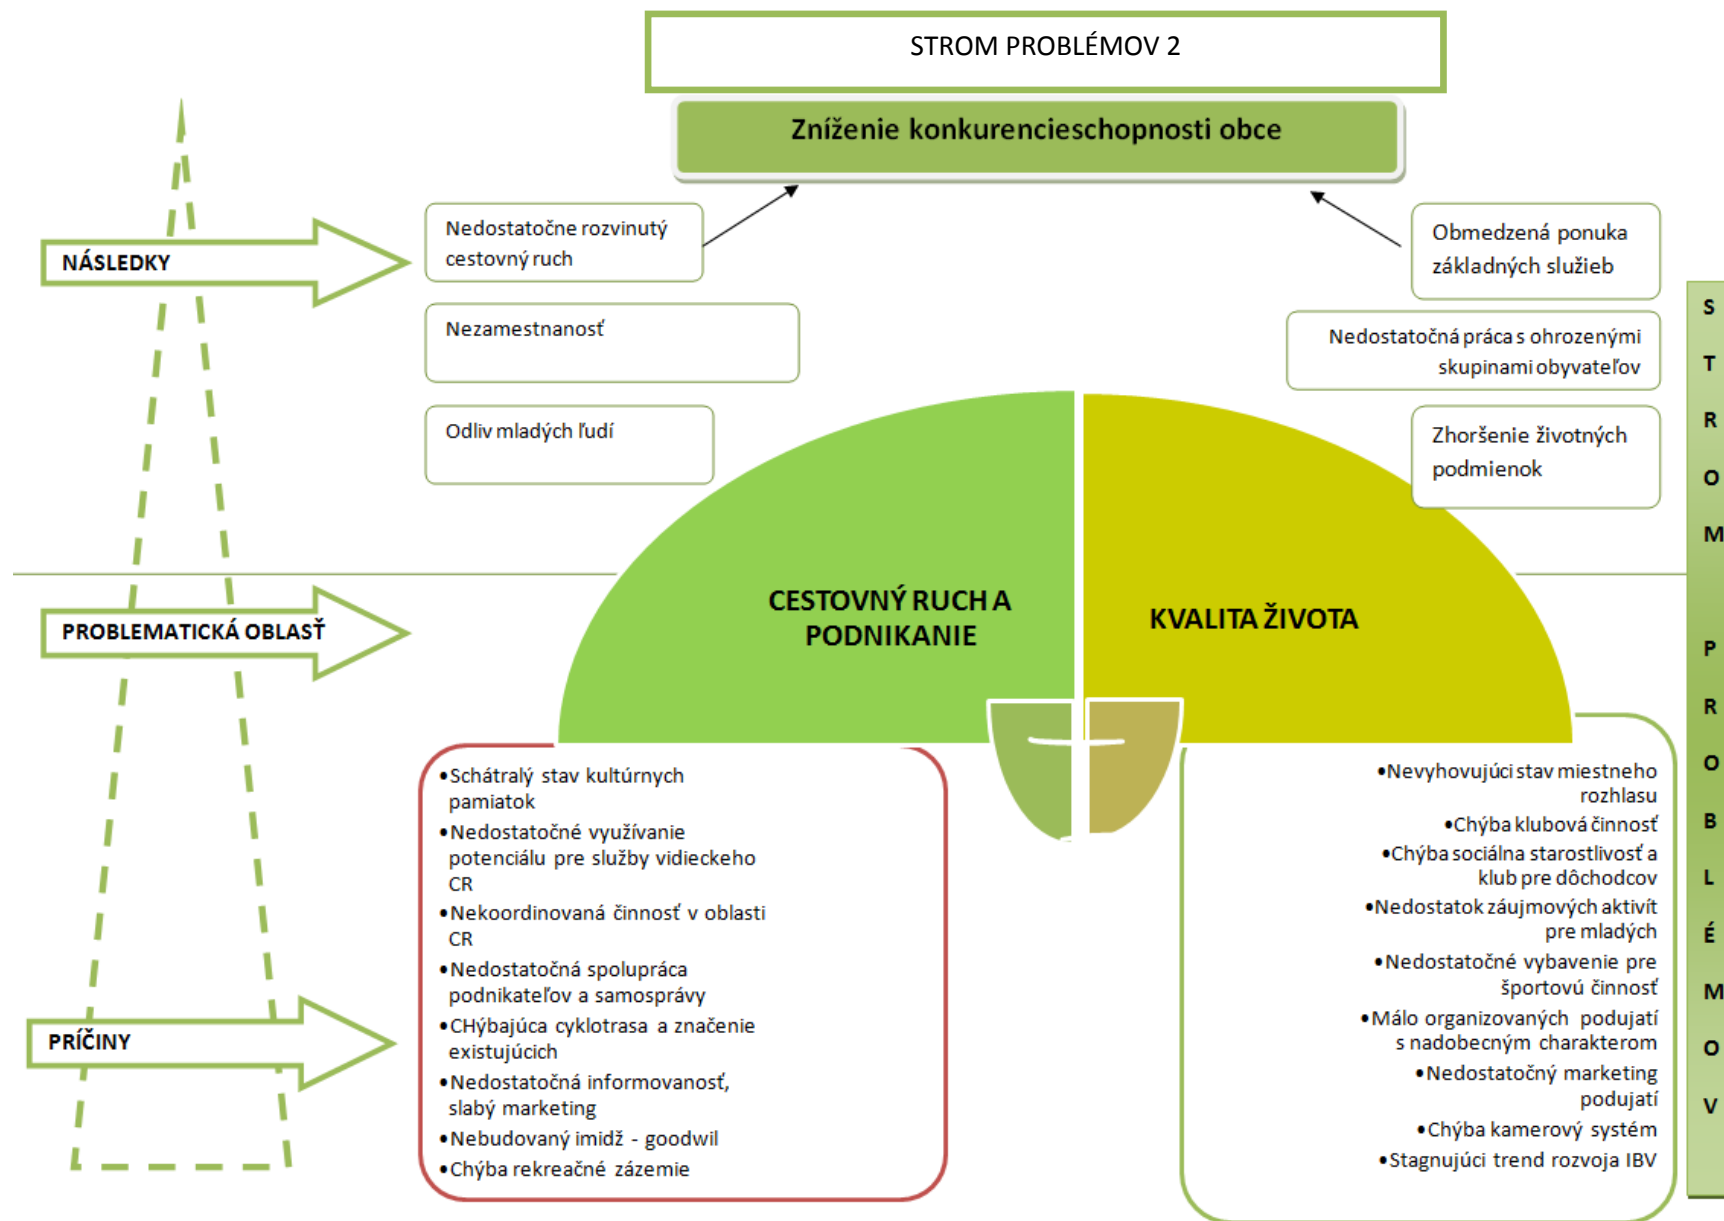 STROM PROBLÉMOV 2
Zníženie konkurencieschopnosti obce
NÁSLEDKY
Nedostatočne rozvinutý
cestovný ruch
Nezamestnanosť
Odliv mladých ľudí
Obmedzená ponuka
základných služieb
Nedostatočná práca s ohrozenými
skupinami obyvateľov
Zhoršenie životných
podmienok
PROBLEMATICKÁ OBLASŤ
CESTOVNÝ RUCH A
PODNIKANIE
KVALITA ŽIVOTA
PRÍČINY
•Schátralý stav kultúrnych
pamiatok
•Nedostatočné využívanie
potenciálu pre služby vidieckeho
CR
•Nekoordinovaná činnosť v oblasti
CR
•Nedostatočná spolupráca
podnikateľov a samosprávy
•CHýbajúca cyklotrasa a značenie
existujúcich
•Nedostatočná informovanosť,
slabý marketing
•Nebudovaný imidž - goodwil
•Chýba rekreačné zázemie
•Nevyhovujúci stav miestneho
rozhlasu
•Chýba klubová činnosť
•Chýba sociálna starostlivosť a
klub pre dôchodcov
•Nedostatok záujmových aktivít
pre mladých
•Nedostatočné vybavenie pre
športovú činnosť
•Málo organizovaných podujatí
s nadobecným charakterom
•Nedostatočný marketing
podujatí
•Chýba kamerový systém
•Stagnujúci trend rozvoja IBV
S
T
R
O
M
P
R
O
B
L
É
M
O
V